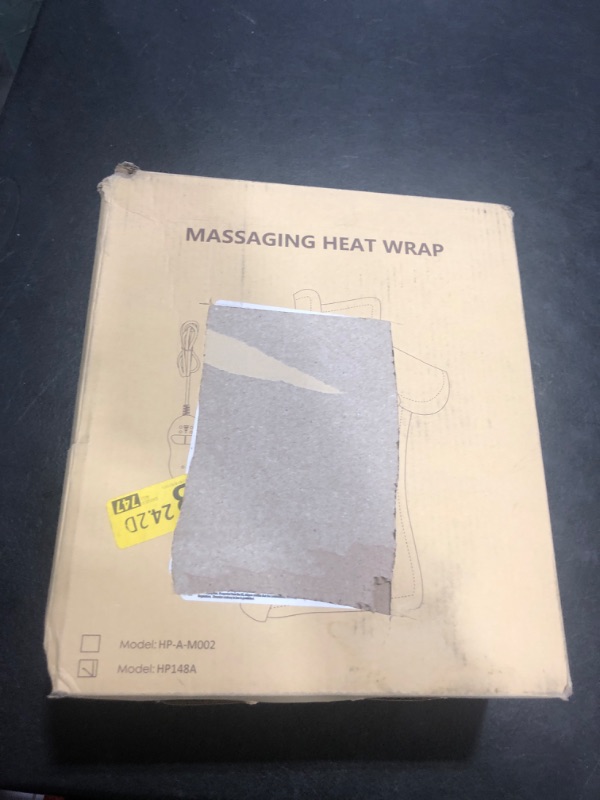 MASSAGING HEAT WRAP
747
24.2D
Model: HP-A-M002
Model: HP148A